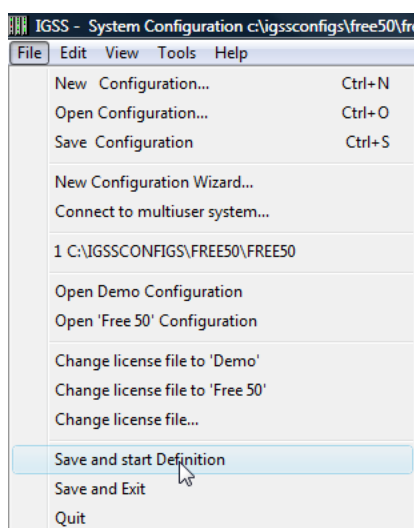 IGSS - System Configuration c:\igssconfigs\free50\fr
File Edit View Tools Help
New Configuration... Ctrl+N
Open Configuration... Ctrl+O
Save Configuration Ctrl+S
New Configuration Wizard...
Connect to multiuser system...
1 C:\IGSSCONFIGS\FREE50\FREE50
Open Demo Configuration
Open 'Free 50' Configuration
Change license file to 'Demo'
Change license file to 'Free 50'
Change license file...
Save and start Definition
Save and Exit
Quit